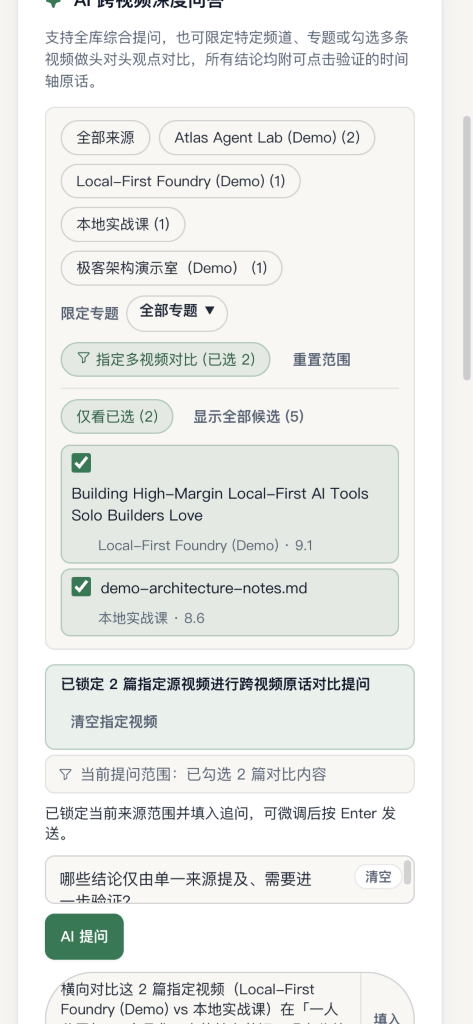 AI 跨视频深度问答
支持全库综合提问，也可限定特定频道、专题或勾选多条
视频做头对头观点对比，所有结论均附可点击验证的时间
轴原话。
全部来源
Atlas Agent Lab (Demo) (2)
Local-First Foundry (Demo) (1)
本地实战课 (1)
极客架构演示室（Demo） (1)
限定专题
全部专题 ▼
指定多视频对比 (已选 2)
重置范围
仅看已选 (2)
显示全部候选 (5)
Building High-Margin Local-First AI Tools
Solo Builders Love
Local-First Foundry (Demo) · 9.1
demo-architecture-notes.md
本地实战课 · 8.6
已锁定 2 篇指定源视频进行跨视频原话对比提问
清空指定视频
当前提问范围：已勾选 2 篇对比内容
已锁定当前来源范围并填入追问，可微调后按 Enter 发
送。
哪些结论仅由单一来源提及、需要进
一步验证?
清空
AI 提问
横向对比这 2 篇指定视频（Local-First
Foundry (Demo) vs 本地实战课）在「一人
填入